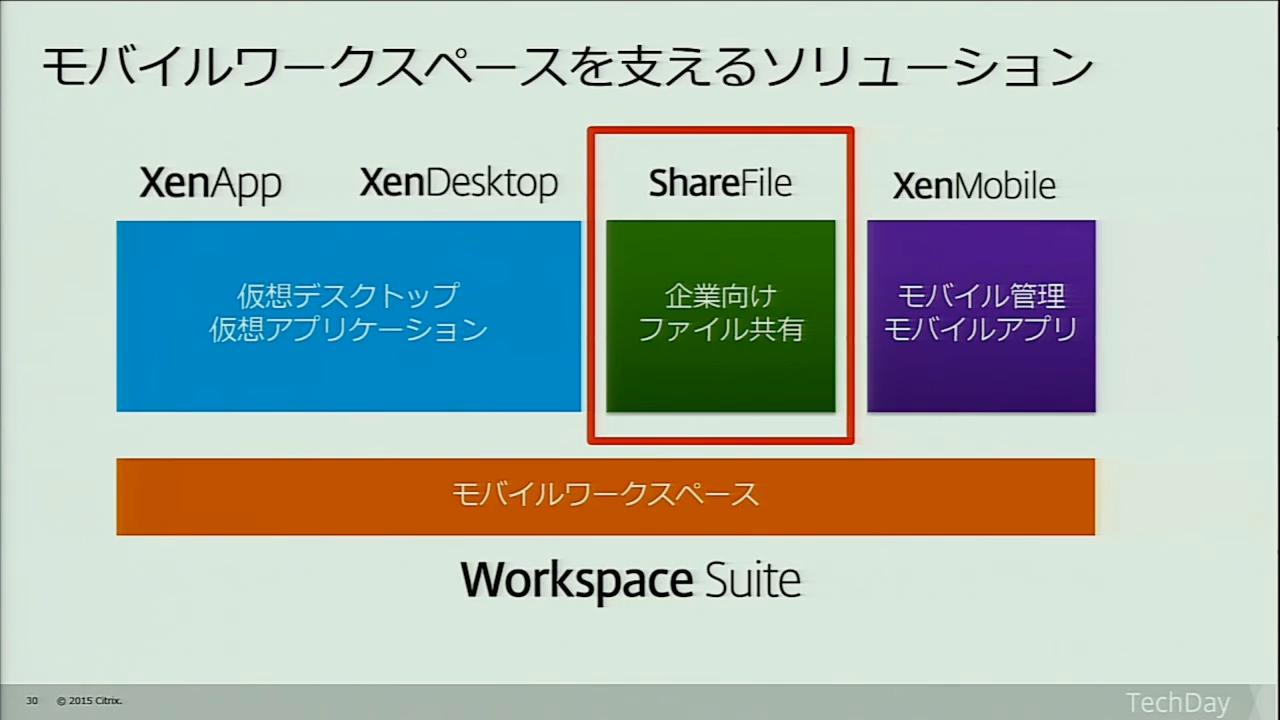 モバイルワークスペースを支えるソリューション
XenApp
XenDesktop
ShareFile
XenMobile
仮想デスクトップ
仮想アプリケーション
企業向け
ファイル共有
モバイル管理
モバイルアプリ
モバイルワークスペース
Workspace Suite
30
© 2015 Citrix.
TechDay